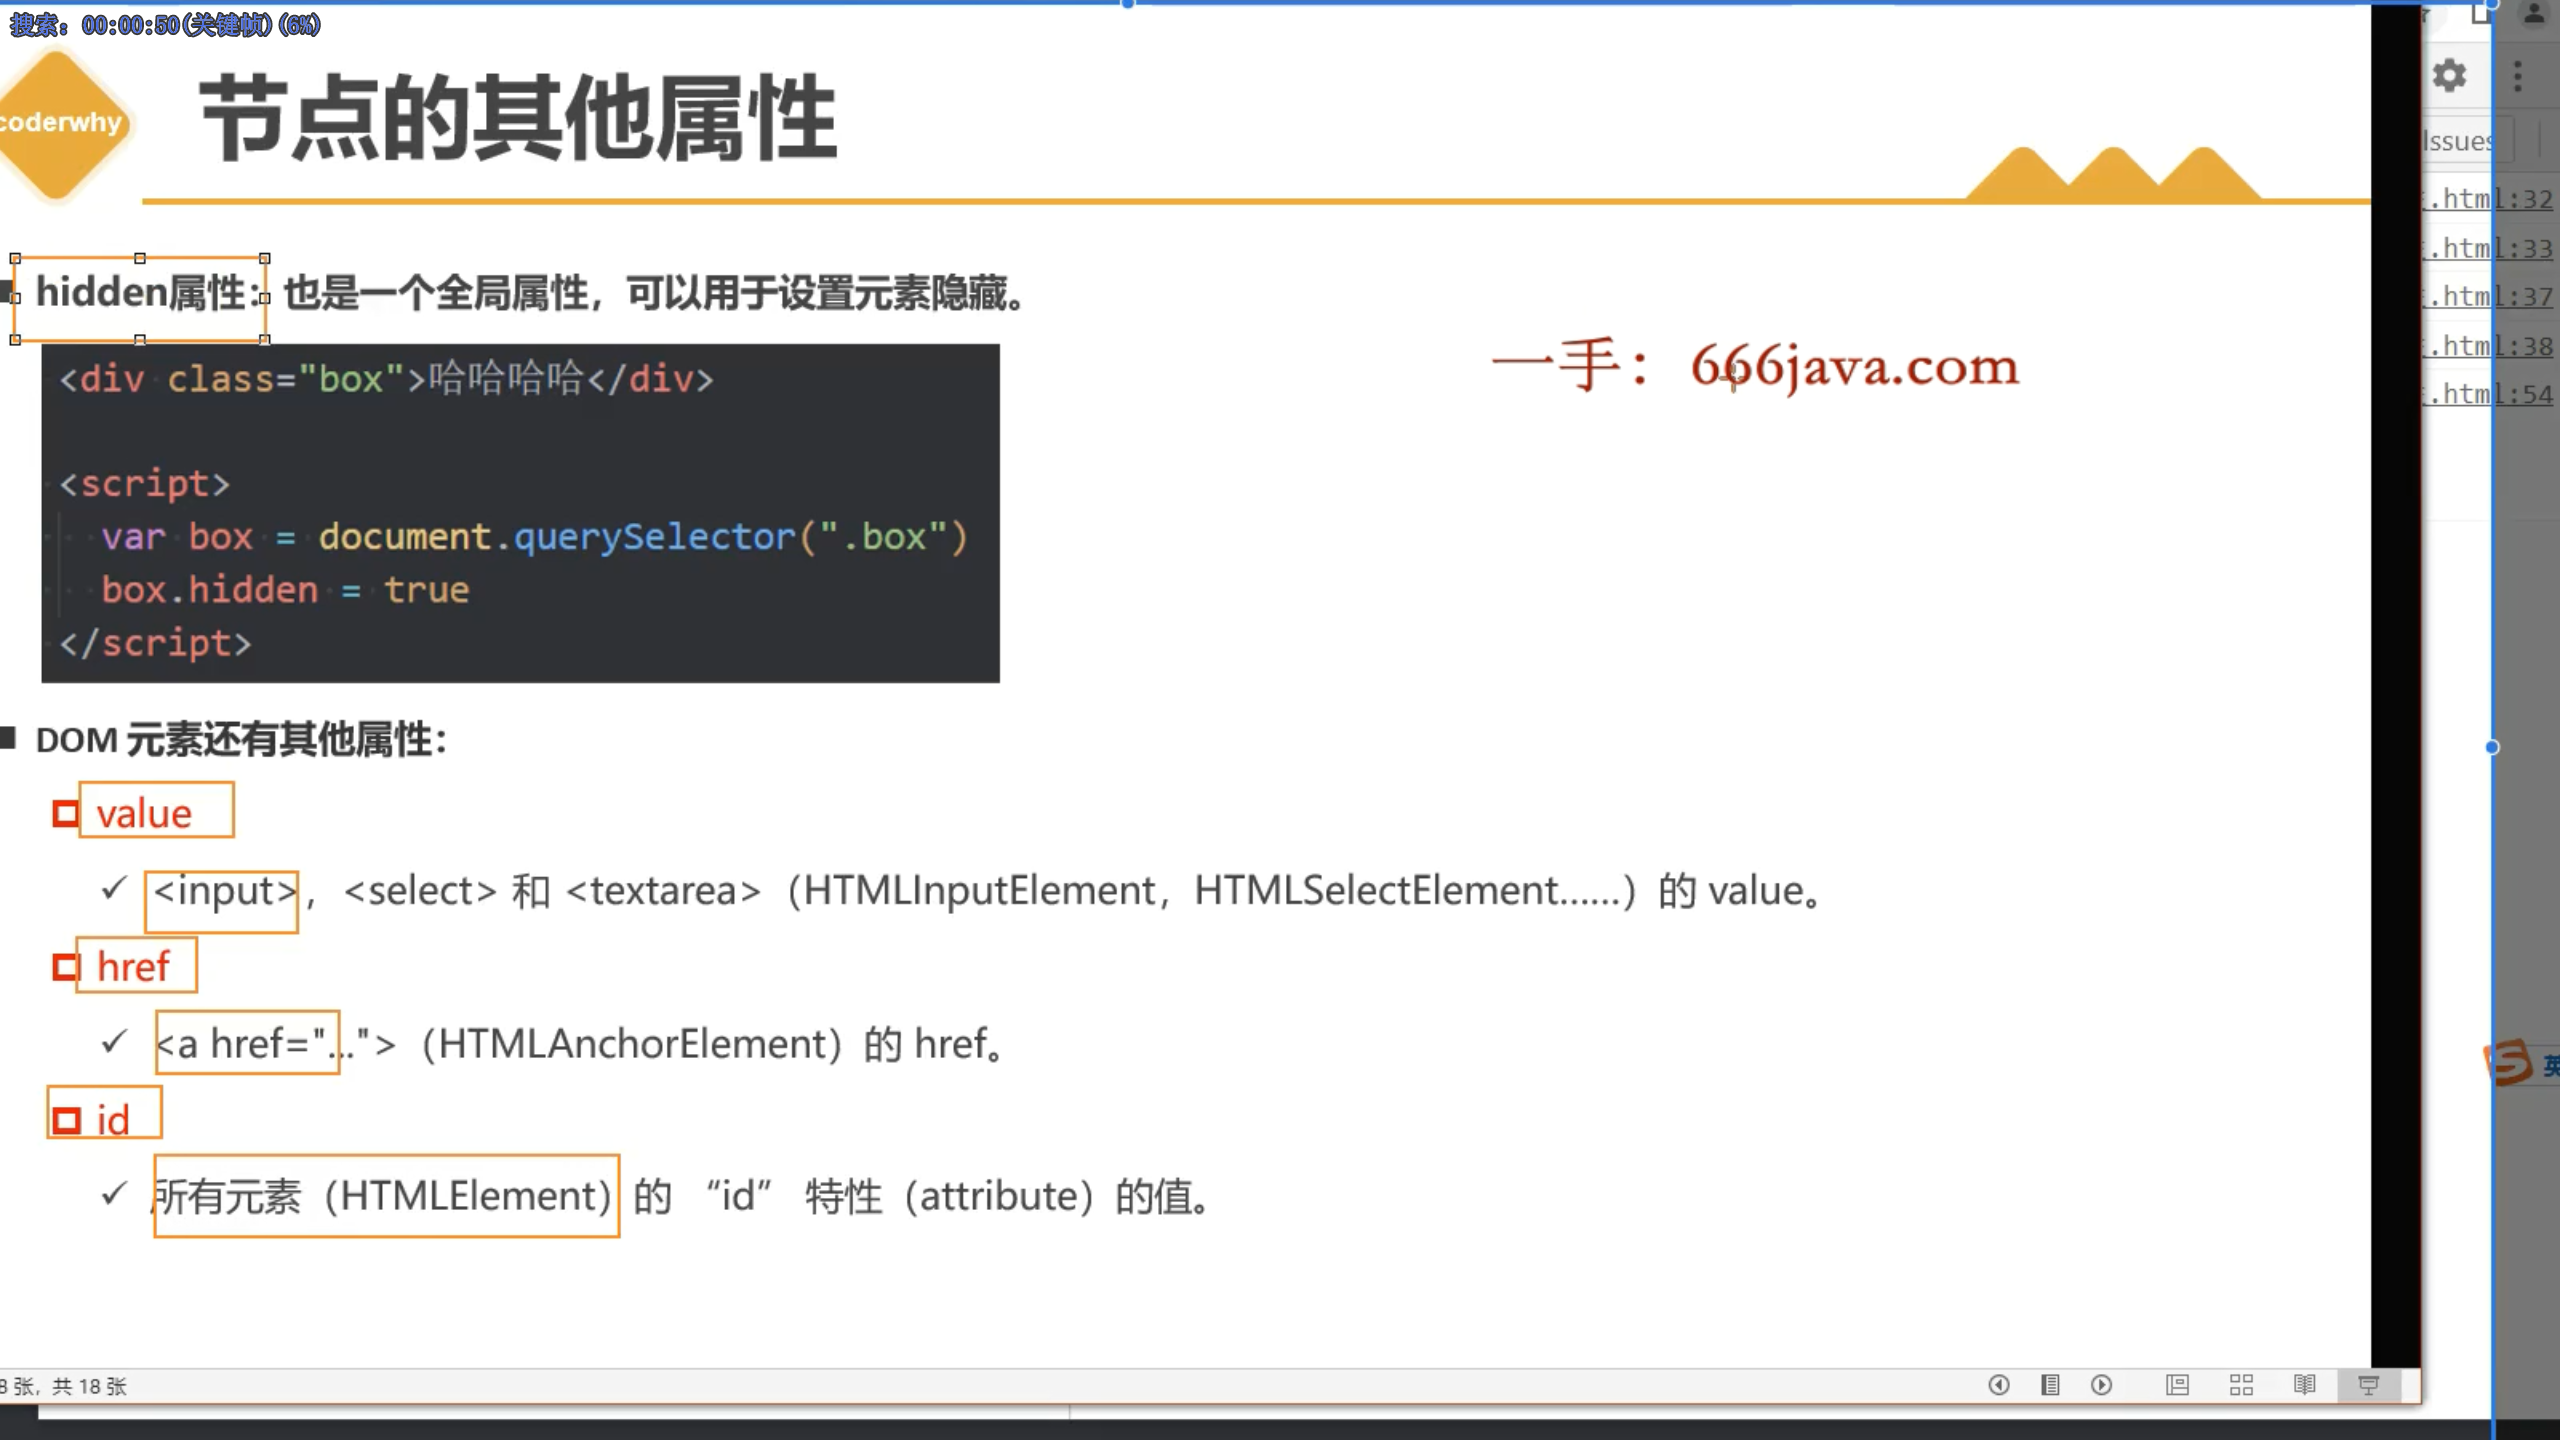 搜索：00:00:50(关键帧)(6%)
coderwhy
节点的其他属性
Issues
.html:32
.html:33
.html:37
.html:38
.html:54
hidden属性：也是一个全局属性，可以用于设置元素隐藏。
一手：666java.com
<div class="box">哈哈哈哈</div>
<script>
var box = document.querySelector(".box")
box.hidden = true
</script>
DOM 元素还有其他属性：
value
<input>，<select> 和 <textarea>（HTMLInputElement，HTMLSelectElement……）的 value。
href
<a href="...">（HTMLAnchorElement）的 href。
id
所有元素（HTMLElement）的 “id” 特性（attribute）的值。
英
8 张，共 18 张